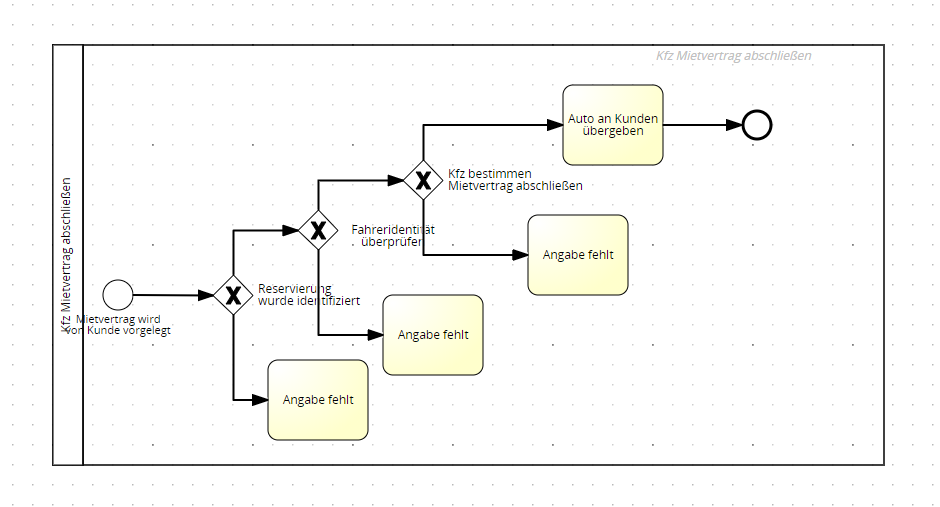 Kfz Mietvertrag abschließen
Kfz Mietvertrag abschließen
Auto an Kunden
übergeben
Kfz bestimmen
Mietvertrag abschließen
Fahreridentität
überprüfen
Angabe fehlt
Reservierung
wurde identifiziert
Mietvertrag wird
von Kunde vorgelegt
Angabe fehlt
Angabe fehlt